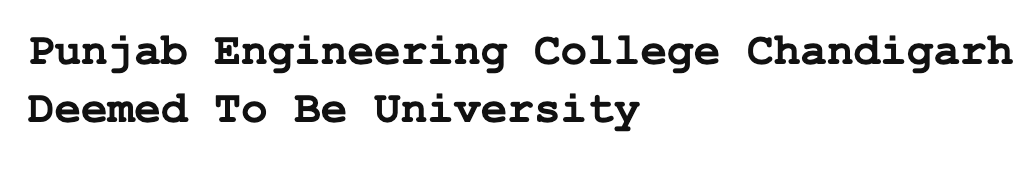 Punjab Engineering College Chandigarh
Deemed To Be University